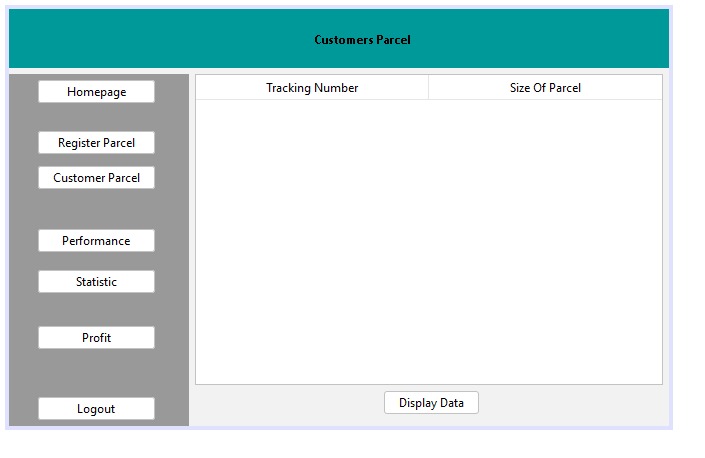 Customers Parcel
Homepage
Register Parcel
Customer Parcel
Performance
Statistic
Profit
Logout
Tracking Number Size Of Parcel
Display Data